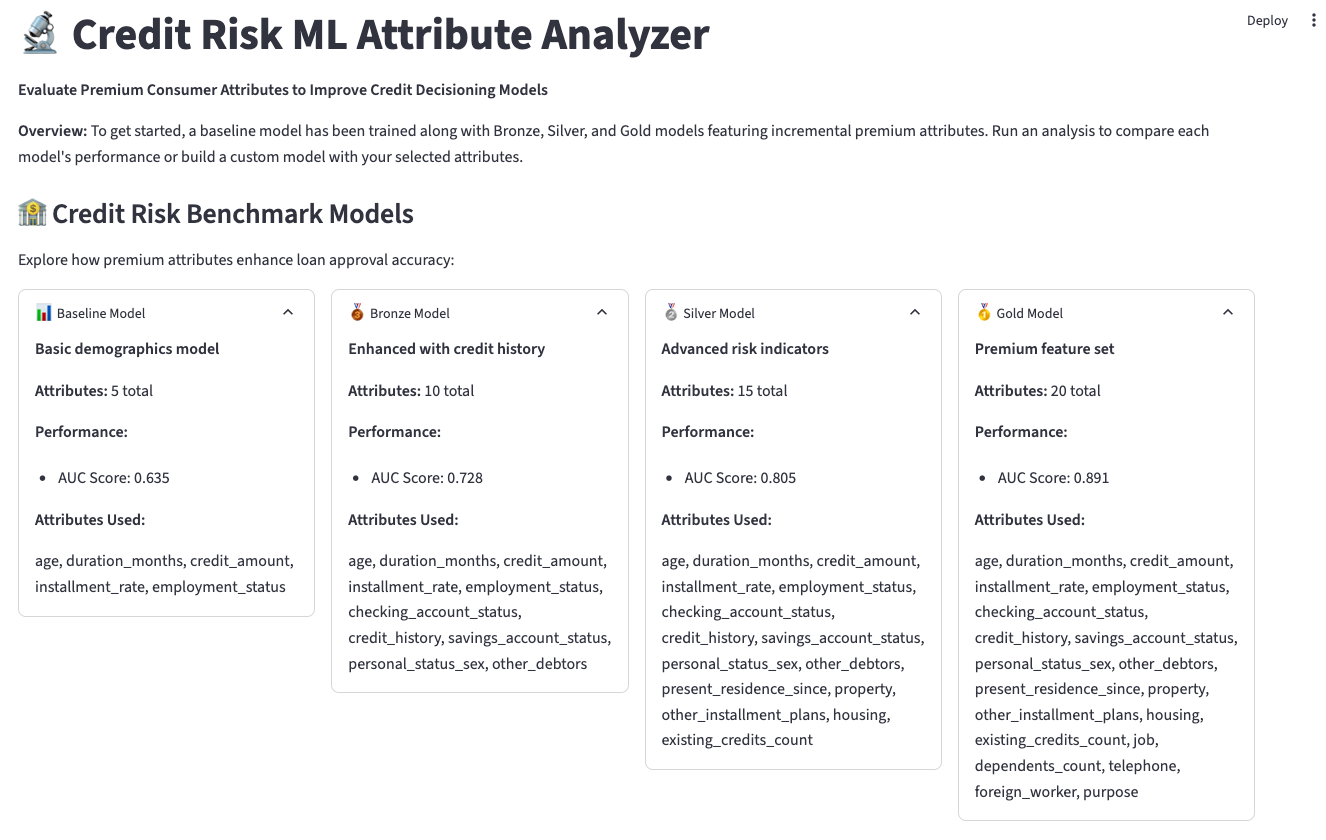 Deploy
Credit Risk ML Attribute Analyzer
Evaluate Premium Consumer Attributes to Improve Credit Decisioning Models
Overview: To get started, a baseline model has been trained along with Bronze, Silver, and Gold models featuring incremental premium attributes. Run an analysis to compare each
model's performance or build a custom model with your selected attributes.
Credit Risk Benchmark Models
Explore how premium attributes enhance loan approval accuracy:
Baseline Model
Basic demographics model
Attributes: 5 total
Performance:
• AUC Score: 0.635
Attributes Used:
age, duration_months, credit_amount,
installment_rate, employment_status
Bronze Model
Enhanced with credit history
Attributes: 10 total
Performance:
• AUC Score: 0.728
Attributes Used:
age, duration_months, credit_amount,
installment_rate, employment_status,
checking_account_status,
credit_history, savings_account_status,
personal_status_sex, other_debtors
Silver Model
Advanced risk indicators
Attributes: 15 total
Performance:
• AUC Score: 0.805
Attributes Used:
age, duration_months, credit_amount,
installment_rate, employment_status,
checking_account_status,
credit_history, savings_account_status,
personal_status_sex, other_debtors,
present_residence_since, property,
other_installment_plans, housing,
existing_credits_count
Gold Model
Premium feature set
Attributes: 20 total
Performance:
• AUC Score: 0.891
Attributes Used:
age, duration_months, credit_amount,
installment_rate, employment_status,
checking_account_status,
credit_history, savings_account_status,
personal_status_sex, other_debtors,
present_residence_since, property,
other_installment_plans, housing,
existing_credits_count, job,
dependents_count, telephone,
foreign_worker, purpose